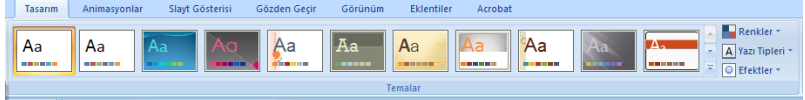 Tasarım Animasyonlar Slayt Gösterisi Gözden Geçir Görünüm Eklentiler Acrobat
Aa Aa Aa Aa Aa Aa Aa Aa Aa Aa Aa
Renkler
A Yazı Tipleri
Efektler
Temalar